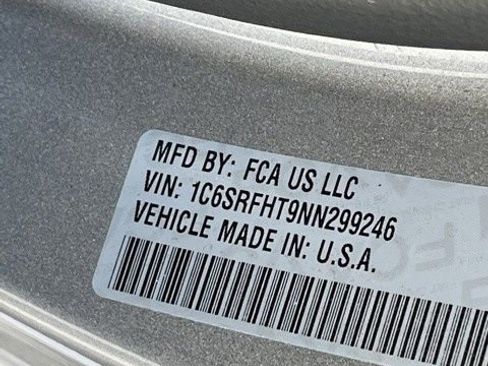 MFD BY: FCA US LLC
VIN: 1C6SRFHT9NN299246
VEHICLE MADE IN: U.S.A.